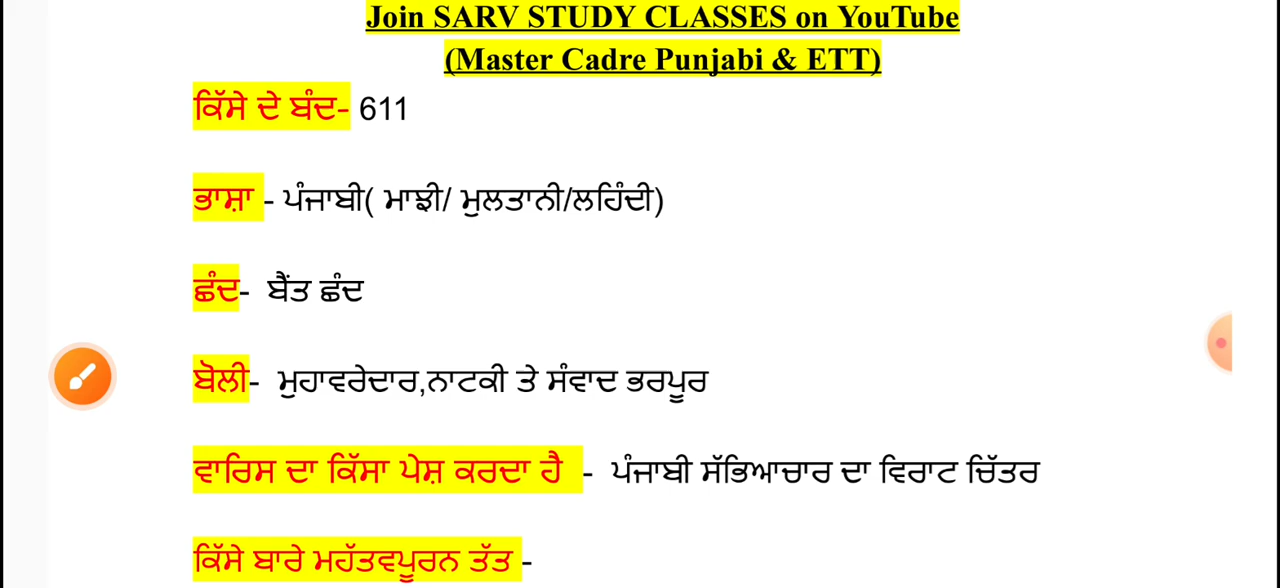 Join SARV STUDY CLASSES on YouTube
(Master Cadre Punjabi & ETT)
ਕਿੱਸੇ ਦੇ ਬੰਦ- 611
ਭਾਸ਼ਾ - ਪੰਜਾਬੀ( ਮਾਝੀ/ ਮੁਲਤਾਨੀ/ਲਹਿੰਦੀ)
ਛੰਦ- ਬੈਂਤ ਛੰਦ
ਬੋਲੀ- ਮੁਹਾਵਰੇਦਾਰ,ਨਾਟਕੀ ਤੇ ਸੰਵਾਦ ਭਰਪੂਰ
ਵਾਰਿਸ ਦਾ ਕਿੱਸਾ ਪੇਸ਼ ਕਰਦਾ ਹੈ - ਪੰਜਾਬੀ ਸੱਭਿਆਚਾਰ ਦਾ ਵਿਰਾਟ ਚਿੱਤਰ
ਕਿੱਸੇ ਬਾਰੇ ਮਹੱਤਵਪੂਰਨ ਤੱਤ -